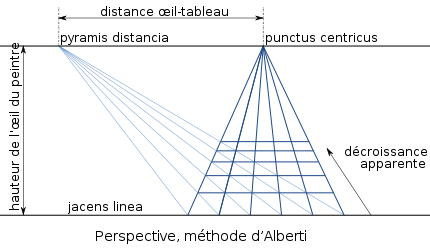 distance œil-tableau
pyramis distancia
punctus centricus
hauteur de l'œil du peintre
décroissance
apparente
jacens linea
Perspective, méthode d'Alberti